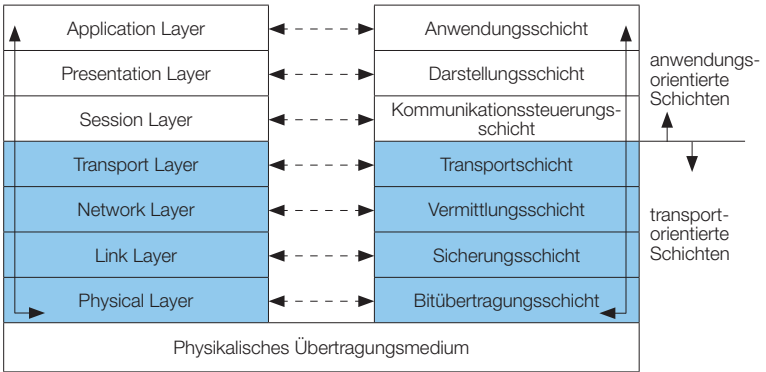 Application Layer
Anwendungsschicht
Presentation Layer
Darstellungsschicht
Session Layer
Kommunikationssteuerungs-
schicht
Transport Layer
Transportschicht
Network Layer
Vermittlungsschicht
Link Layer
Sicherungsschicht
Physical Layer
Bitübertragungsschicht
Physikalisches Übertragungsmedium
anwendungs-
orientierte
Schichten
transport-
orientierte
Schichten